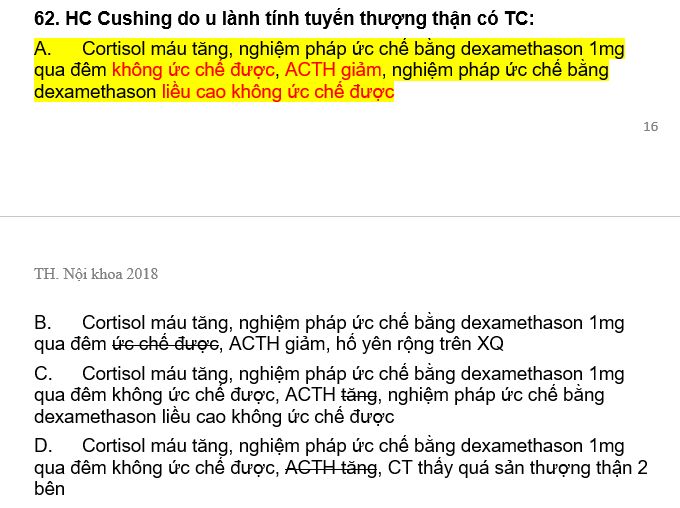 62. HC Cushing do u lành tính tuyến thượng thận có TC:
A. Cortisol máu tăng, nghiệm pháp ức chế bằng dexamethason 1mg
qua đêm không ức chế được, ACTH giảm, nghiệm pháp ức chế bằng
dexamethason liều cao không ức chế được
16
TH. Nội khoa 2018
B. Cortisol máu tăng, nghiệm pháp ức chế bằng dexamethason 1mg
qua đêm ức chế được, ACTH giảm, hố yên rộng trên XQ
C. Cortisol máu tăng, nghiệm pháp ức chế bằng dexamethason 1mg
qua đêm không ức chế được, ACTH tăng, nghiệm pháp ức chế bằng
dexamethason liều cao không ức chế được
D. Cortisol máu tăng, nghiệm pháp ức chế bằng dexamethason 1mg
qua đêm không ức chế được, ACTH tăng, CT thấy quá sản thượng thận 2
bên